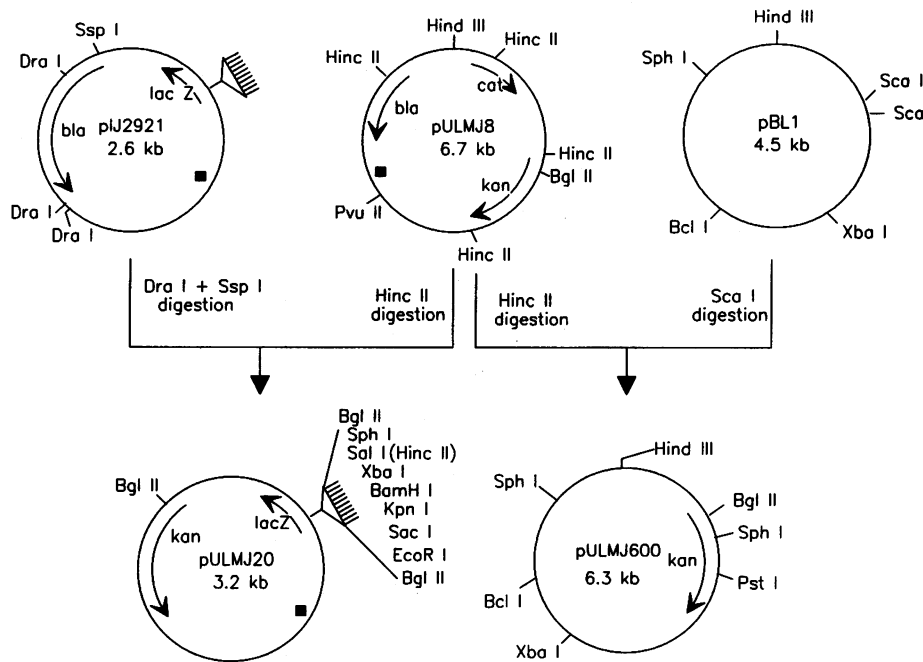 Ssp I
Dra I
lac Z
bla
pIJ2921
2.6 kb
Dra I
Dra I
Hind III
Hinc II
Hinc II
cat
bla
pULMJ8
6.7 kb
Hinc II
Bgl II
kan
Pvu II
Hinc II
Hind III
Sph I
Sca I
Sca
pBL1
4.5 kb
Bcl I
Xba I
Dra I + Ssp I
digestion
Hinc II
digestion
Hinc II
digestion
Sca I
digestion
Bgl II
Sph I
Sal I (Hinc II)
Xba I
BamH I
Kpn I
Sac I
EcoR I
Bgl II
Bgl II
lacZ
kan
pULMJ20
3.2 kb
Hind III
Sph I
Bgl II
Sph I
pULMJ600
kan
6.3 kb
Pst I
Bcl I
Xba I